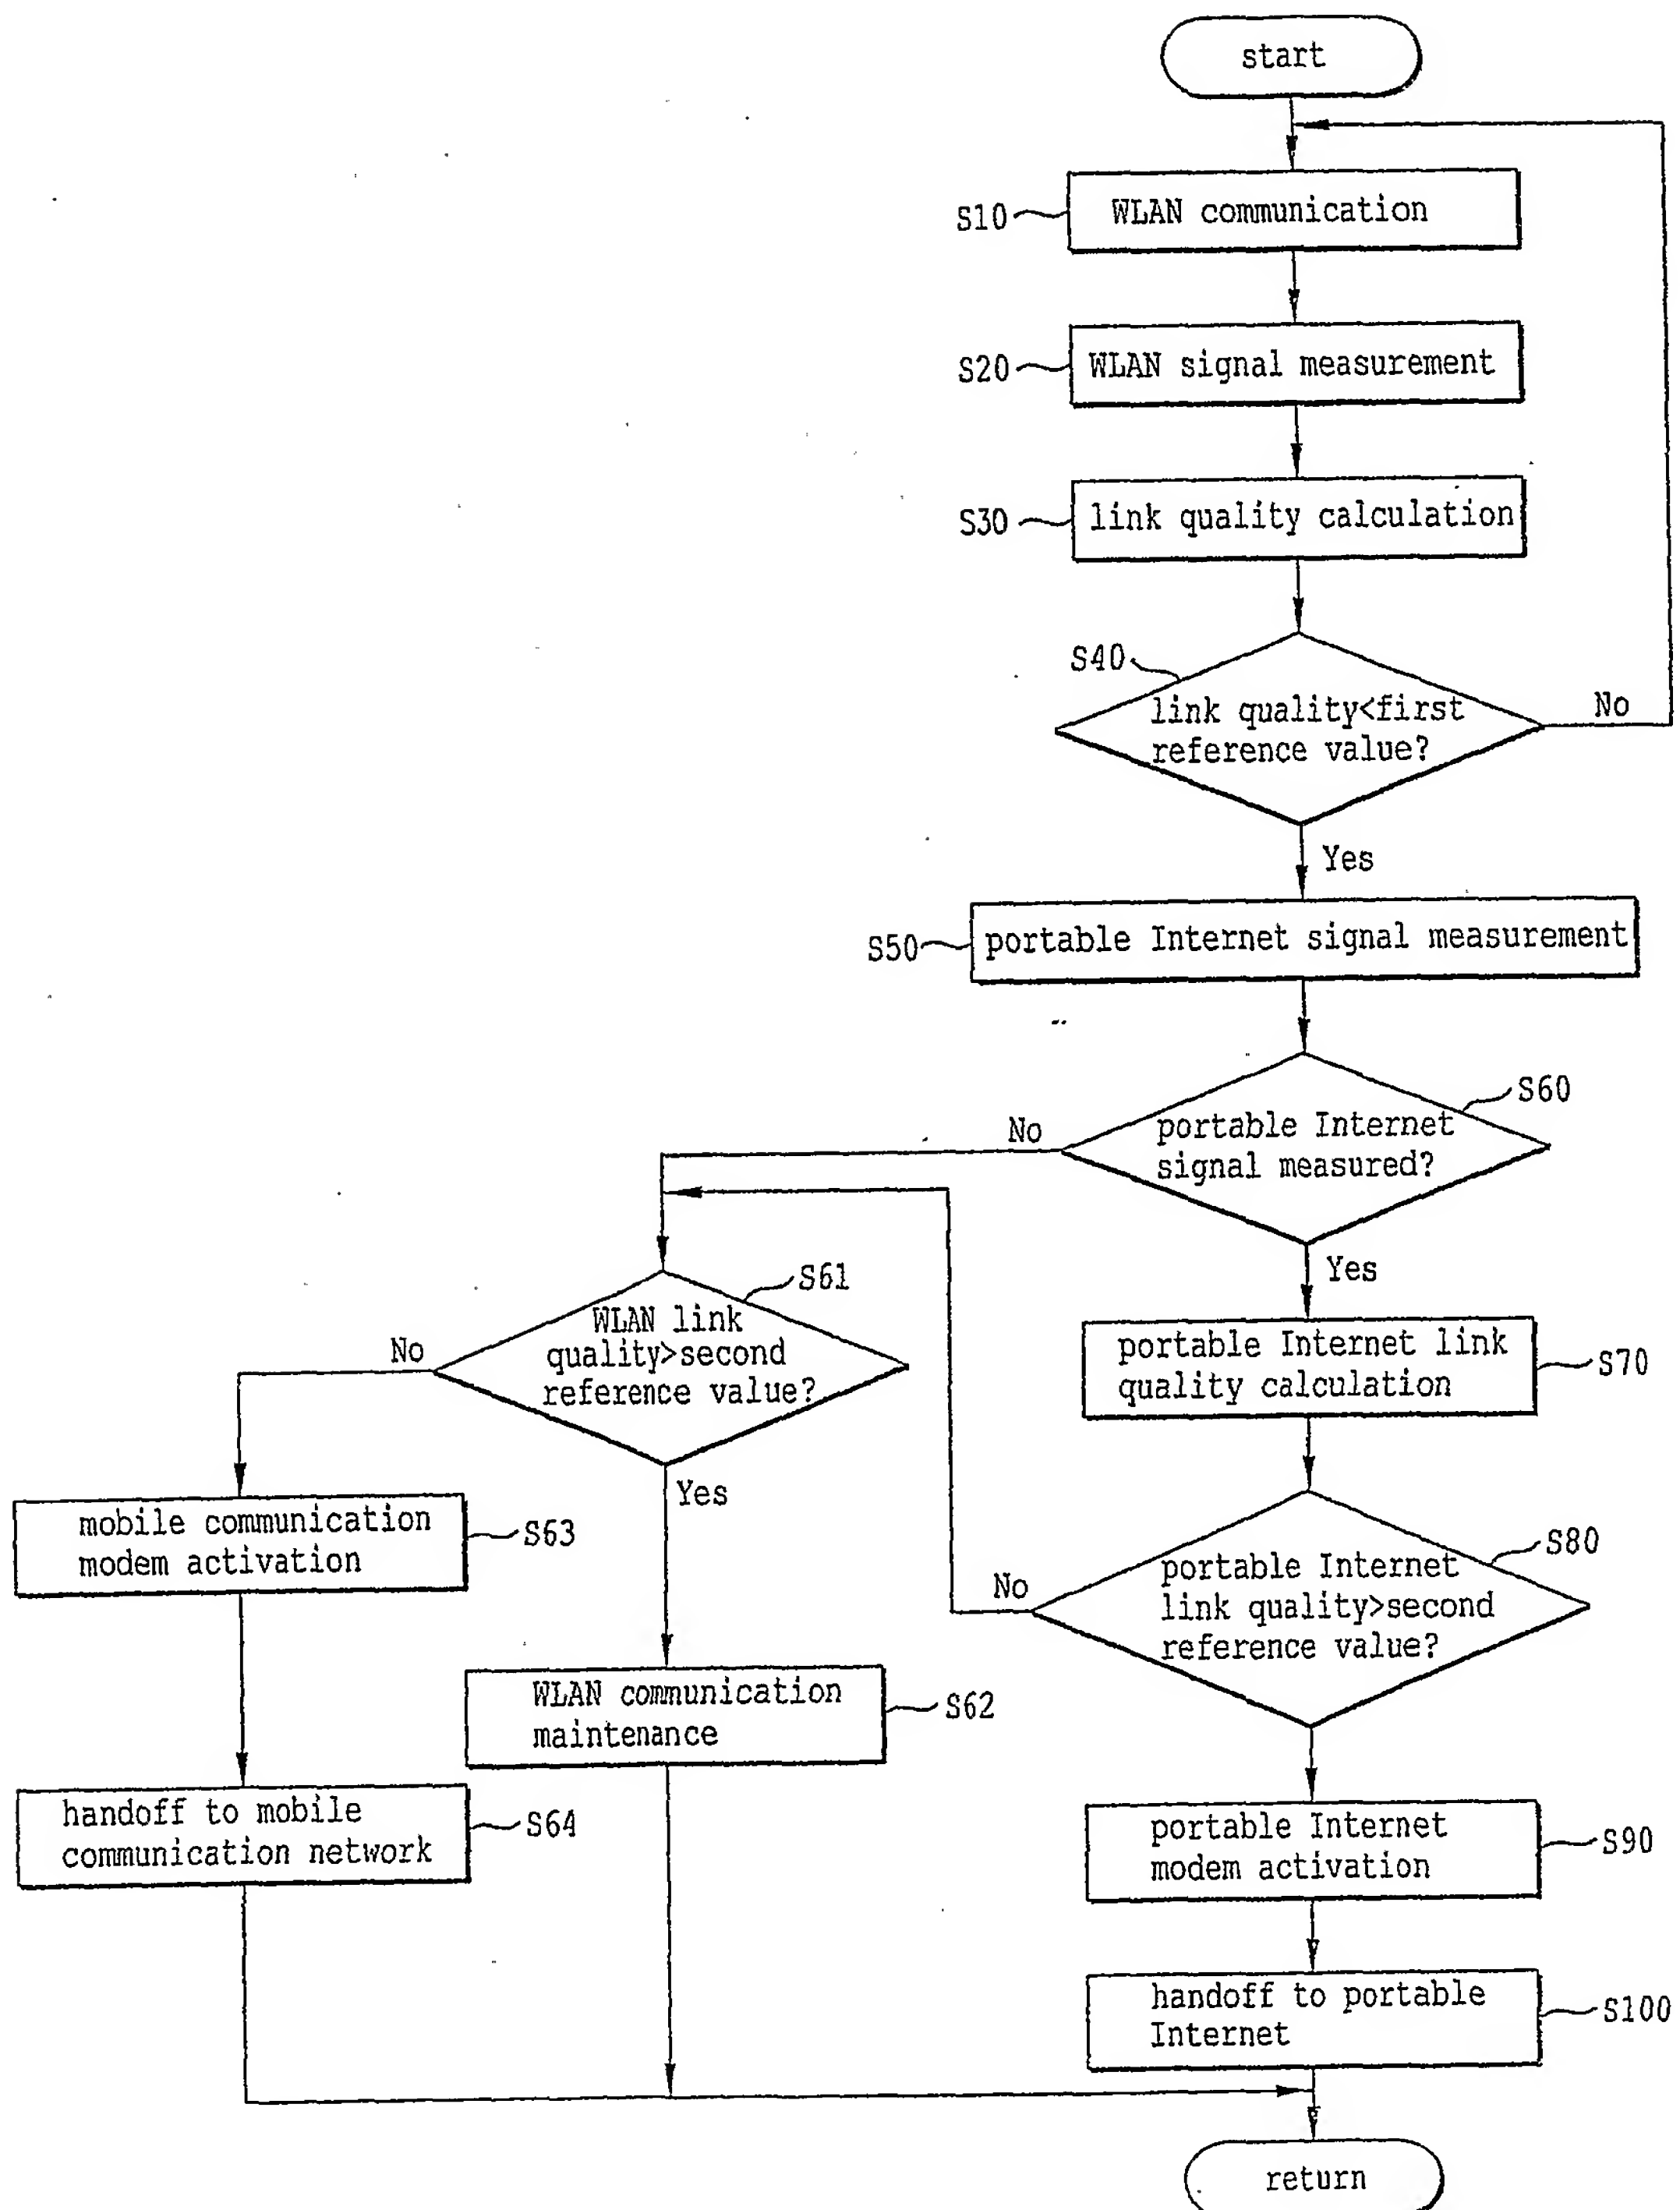 start
S10
WLAN communication
S20
WLAN signal measurement
S30
link quality calculation
S40
link quality<first
reference value?
No
Yes
S50
portable Internet signal measurement
S60
portable Internet
signal measured?
No
Yes
S61
WLAN link
quality>second
reference value?
No
Yes
portable Internet link
quality calculation
S70
mobile communication
modem activation
S63
S80
portable Internet
link quality>second
reference value?
No
WLAN communication
maintenance
S62
handoff to mobile
communication network
S64
portable Internet
modem activation
S90
handoff to portable
Internet
S100
return